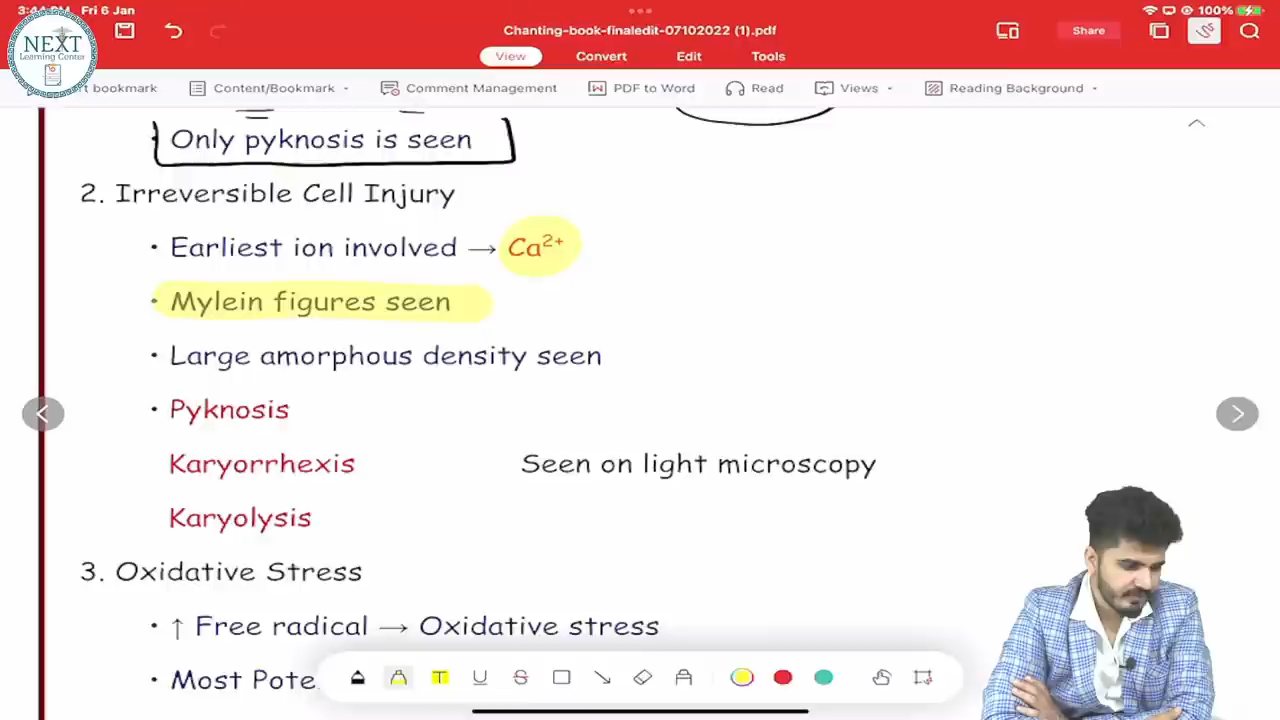 3:44 PM Fri 6 Jan
100%
NEXT
Learning Center
Chanting-book-finaledit-07102022 (1).pdf
Share
View
Convert
Edit
Tools
bookmark
Content/Bookmark
Comment Management
PDF to Word
Read
Views
Reading Background
· Only pyknosis is seen
2. Irreversible Cell Injury
· Earliest ion involved → Ca²⁺
· Mylein figures seen
· Large amorphous density seen
· Pyknosis
Karyorrhexis
Seen on light microscopy
Karyolysis
3. Oxidative Stress
· ↑ Free radical → Oxidative stress
· Most Pote
T
U
S
A